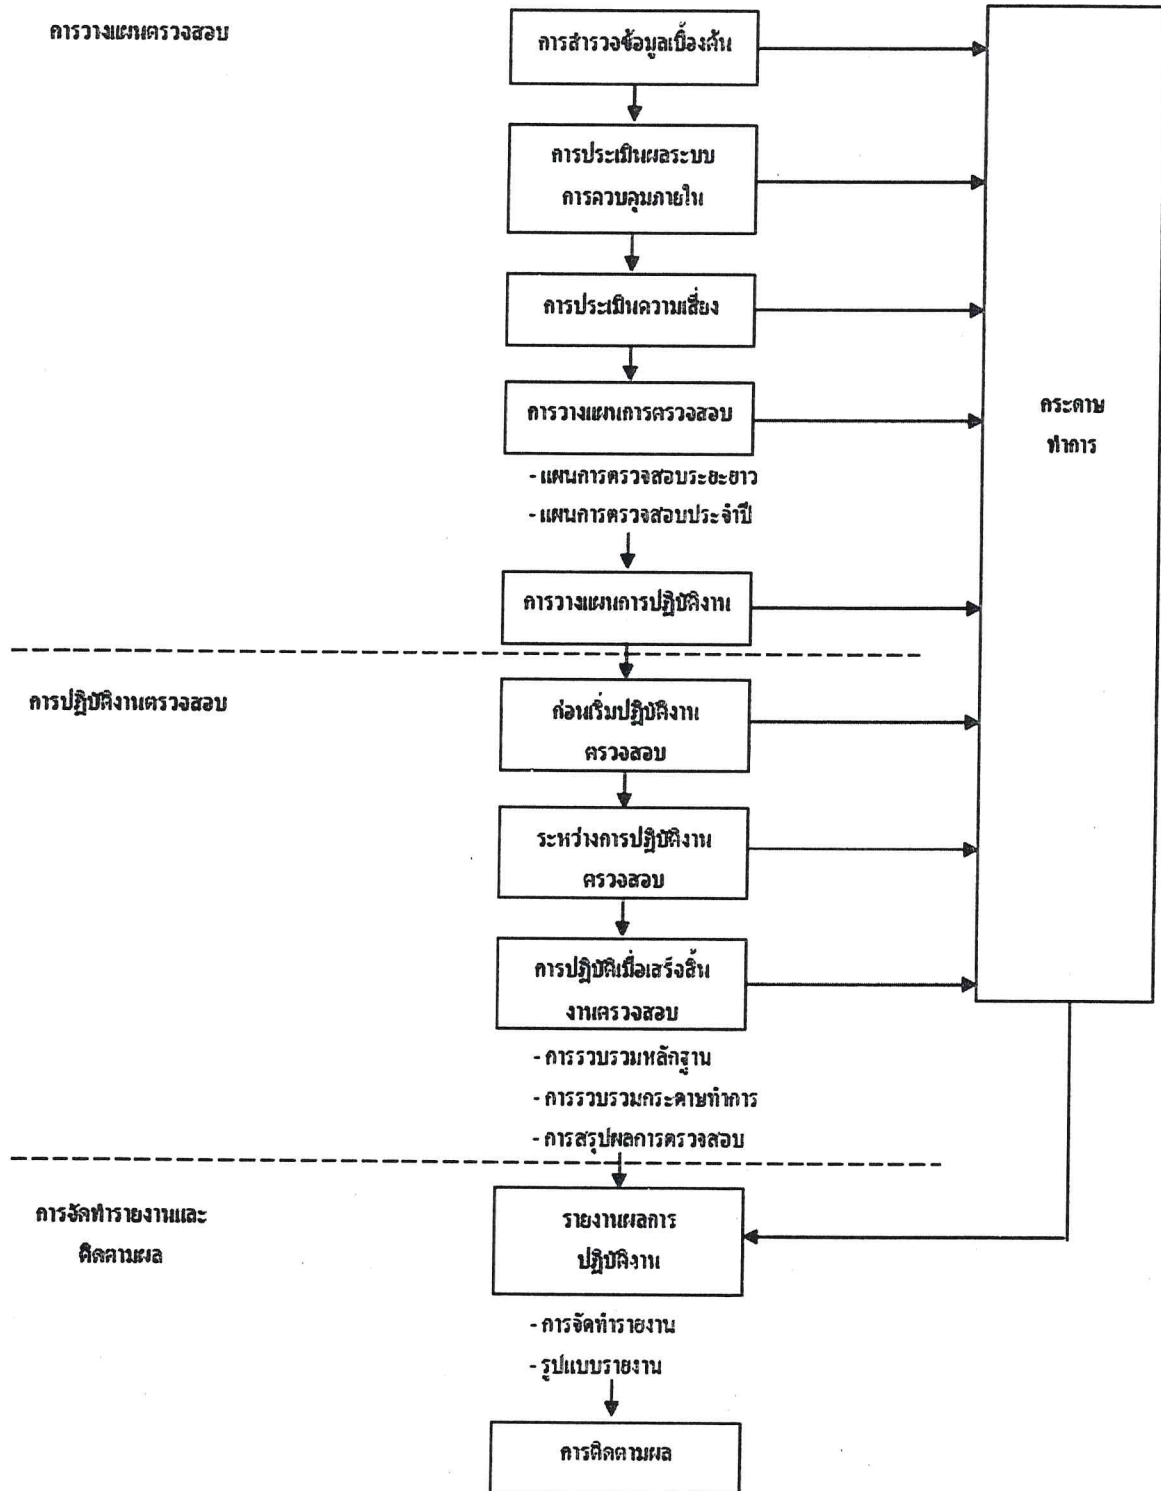 การวางแผนตรวจสอบ
การสำรวจข้อมูลเบื้องต้น
การประเมินผลระบบ
การควบคุมภายใน
การประเมินความเสี่ยง
การวางแผนการตรวจสอบ
- แผนการตรวจสอบระยะยาว
- แผนการตรวจสอบประจำปี
การวางแผนการปฏิบัติงาน
กระดาษ
ทำการ
การปฏิบัติงานตรวจสอบ
ก่อนเริ่มปฏิบัติงาน
ตรวจสอบ
ระหว่างการปฏิบัติงาน
ตรวจสอบ
การปฏิบัติเมื่อเสร็จสิ้น
งานตรวจสอบ
- การรวบรวมหลักฐาน
- การรวบรวมกระดาษทำการ
- การสรุปผลการตรวจสอบ
การจัดทำรายงานและ
ติดตามผล
รายงานผลการ
ปฏิบัติงาน
- การจัดทำรายงาน
- รูปแบบรายงาน
การติดตามผล